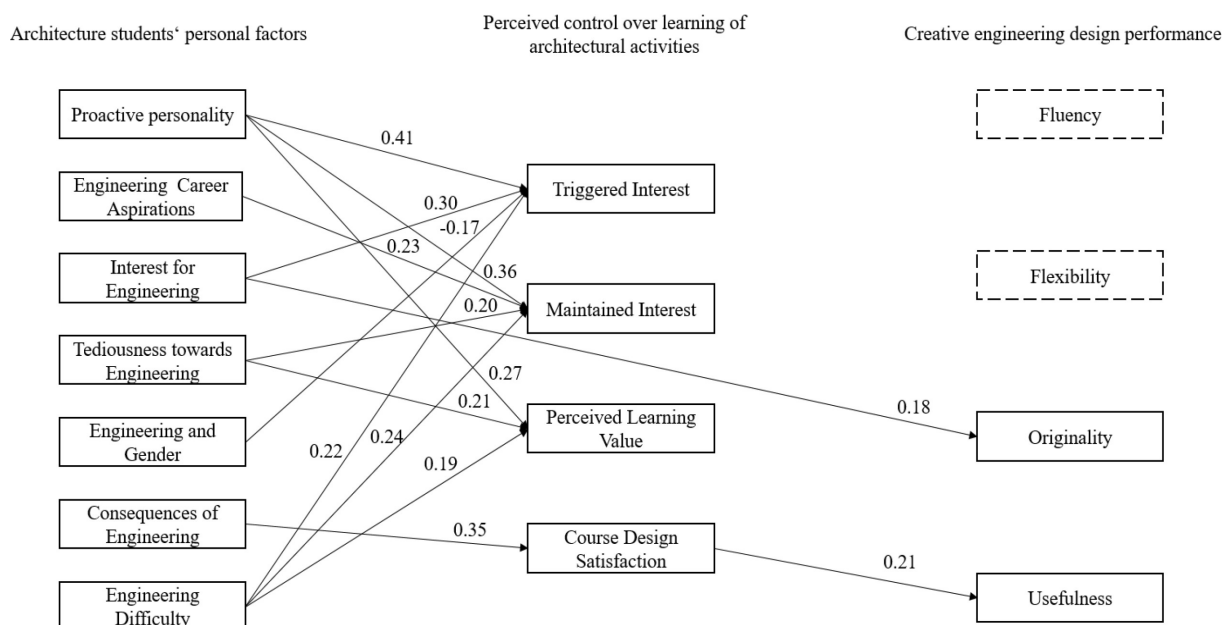 Architecture students‘ personal factors
Perceived control over learning of
architectural activities
Creative engineering design performance
Proactive personality
Engineering Career
Aspirations
Interest for
Engineering
Tediousness towards
Engineering
Engineering and
Gender
Consequences of
Engineering
Engineering
Difficulty
0.41
0.30
-0.17
0.23
0.36
0.20
0.27
0.21
0.24
0.22
0.19
0.35
Triggered Interest
Maintained Interest
Perceived Learning
Value
Course Design
Satisfaction
0.18
0.21
Fluency
Flexibility
Originality
Usefulness